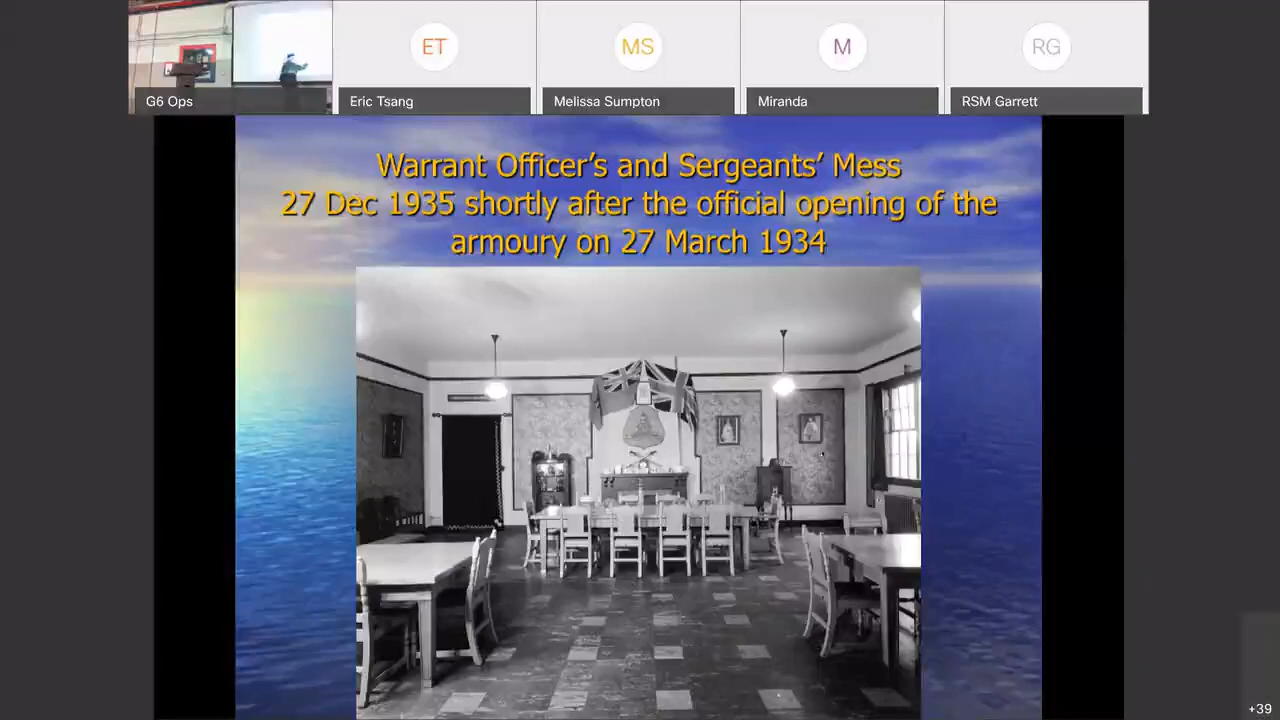 ET
MS
M
RG
G6 Ops
Eric Tsang
Melissa Sumpton
Miranda
RSM Garrett
Warrant Officer's and Sergeants' Mess
27 Dec 1935 shortly after the official opening of the
armoury on 27 March 1934
+39